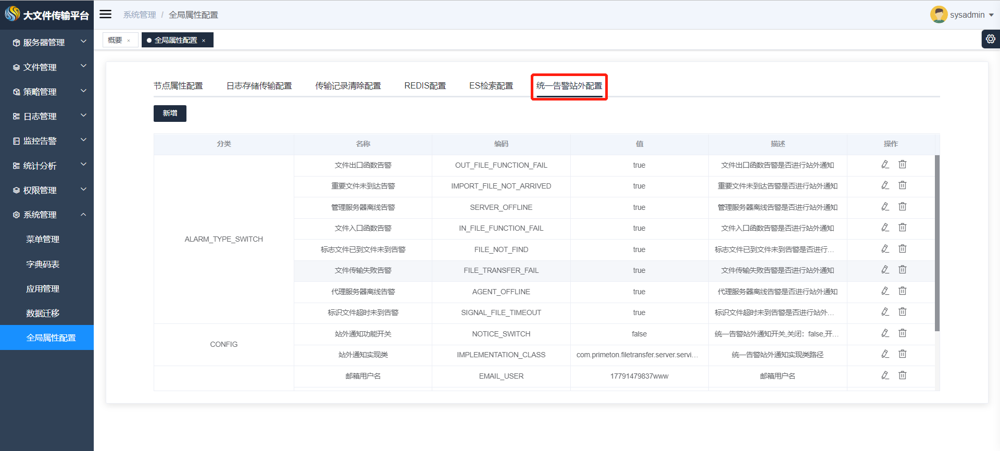 大文件传输平台
系统管理 / 全局属性配置
sysadmin
概要 ×
全局属性配置 ×
服务器管理
文件管理
策略管理
日志管理
监控告警
统计分析
权限管理
系统管理
菜单管理
字典码表
应用管理
数据迁移
全局属性配置
节点属性配置 日志存储传输配置 传输记录清除配置 REDIS配置 ES检索配置 统一告警站外配置
新增
分类 名称 编码 值 描述 操作
ALARM_TYPE_SWITCH
文件出口函数告警 OUT_FILE_FUNCTION_FAIL true 文件出口函数告警是否进行站外通知
重要文件未到达告警 IMPORT_FILE_NOT_ARRIVED true 重要文件未到达告警是否进行站外通知
管理服务器离线告警 SERVER_OFFLINE true 管理服务器离线告警是否进行站外通知
文件入口函数告警 IN_FILE_FUNCTION_FAIL true 文件入口函数告警是否进行站外通知
标志文件已到文件未到告警 FILE_NOT_FIND true 标志文件已到文件未到告警是否进行...
文件传输失败告警 FILE_TRANSFER_FAIL true 文件传输失败告警是否进行站外通知
代理服务器离线告警 AGENT_OFFLINE true 代理服务器离线告警是否进行站外通知
标识文件超时未到告警 SIGNAL_FILE_TIMEOUT true 标识文件超时未到告警是否进行站外...
CONFIG
站外通知功能开关 NOTICE_SWITCH false 统一告警站外通知开关,关闭：false,开...
站外通知实现类 IMPLEMENTATION_CLASS com.primeton.filetransfer.server.servi... 统一告警站外通知实现类路径
邮箱用户名 EMAIL_USER 17791479837www 邮箱用户名